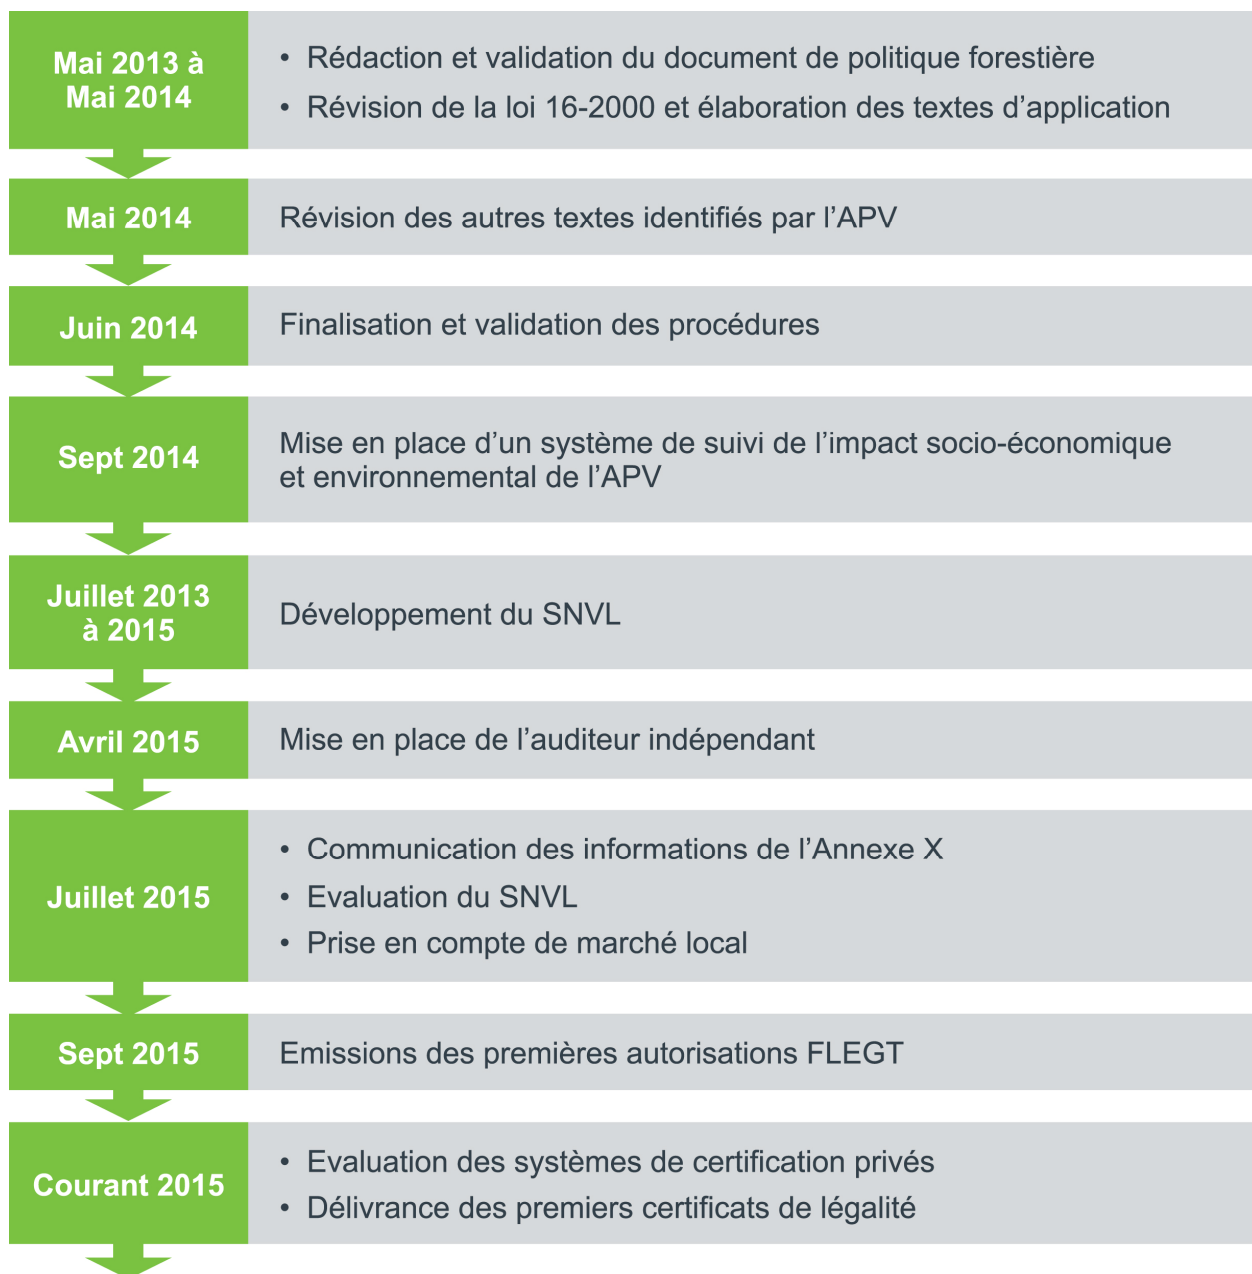 Mai 2013 à
Mai 2014
• Rédaction et validation du document de politique forestière
• Révision de la loi 16-2000 et élaboration des textes d’application
Mai 2014
Révision des autres textes identifiés par l’APV
Juin 2014
Finalisation et validation des procédures
Sept 2014
Mise en place d’un système de suivi de l’impact socio-économique
et environnemental de l’APV
Juillet 2013
à 2015
Développement du SNVL
Avril 2015
Mise en place de l’auditeur indépendant
Juillet 2015
• Communication des informations de l’Annexe X
• Evaluation du SNVL
• Prise en compte de marché local
Sept 2015
Emissions des premières autorisations FLEGT
Courant 2015
• Evaluation des systèmes de certification privés
• Délivrance des premiers certificats de légalité